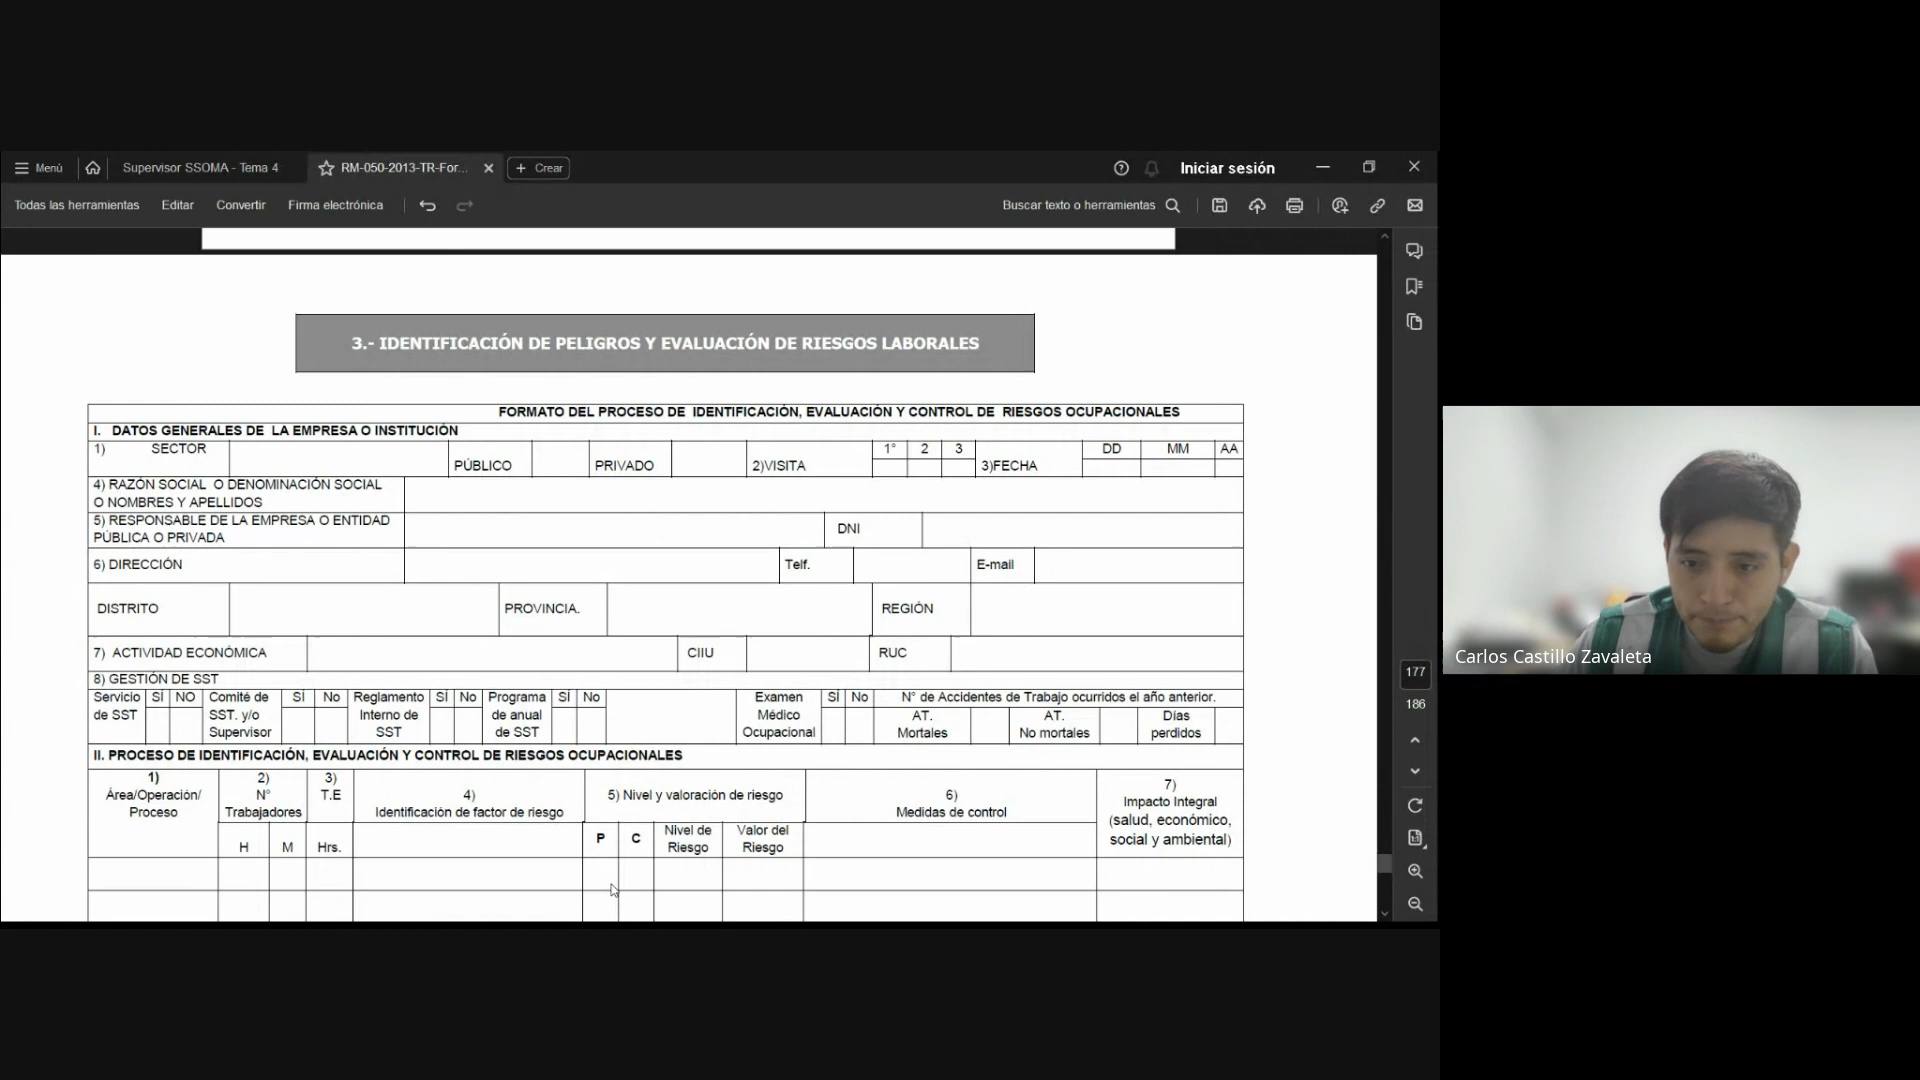 Menú
Supervisor SSOMA - Tema 4
RM-050-2013-TR-For...
Crear
Iniciar sesión
Todas las herramientas
Editar
Convertir
Firma electrónica
Buscar texto o herramientas
3.- IDENTIFICACIÓN DE PELIGROS Y EVALUACIÓN DE RIESGOS LABORALES
FORMATO DEL PROCESO DE IDENTIFICACIÓN, EVALUACIÓN Y CONTROL DE RIESGOS OCUPACIONALES
I. DATOS GENERALES DE LA EMPRESA O INSTITUCIÓN
1) SECTOR
PÚBLICO
PRIVADO
2)VISITA
1° 2 3
3)FECHA
DD MM AA
4) RAZÓN SOCIAL O DENOMINACIÓN SOCIAL
O NOMBRES Y APELLIDOS
5) RESPONSABLE DE LA EMPRESA O ENTIDAD
PÚBLICA O PRIVADA
DNI
6) DIRECCIÓN
Telf.
E-mail
DISTRITO
PROVINCIA.
REGIÓN
7) ACTIVIDAD ECONÓMICA
CIIU
RUC
8) GESTIÓN DE SST
Servicio
de SST
SÍ NO
Comité de
SST. y/o
Supervisor
SÍ No
Reglamento
Interno de
SST
SÍ No
Programa
de anual
de SST
SÍ No
Examen
Médico
Ocupacional
SÍ No
N° de Accidentes de Trabajo ocurridos el año anterior.
AT.
Mortales
AT.
No mortales
Días
perdidos
II. PROCESO DE IDENTIFICACIÓN, EVALUACIÓN Y CONTROL DE RIESGOS OCUPACIONALES
1)
Área/Operación/
Proceso
2)
N°
Trabajadores
H M
3)
T.E
Hrs.
4)
Identificación de factor de riesgo
5) Nivel y valoración de riesgo
P
C
Nivel de
Riesgo
Valor del
Riesgo
6)
Medidas de control
7)
Impacto Integral
(salud, económico,
social y ambiental)
177
186
Carlos Castillo Zavaleta